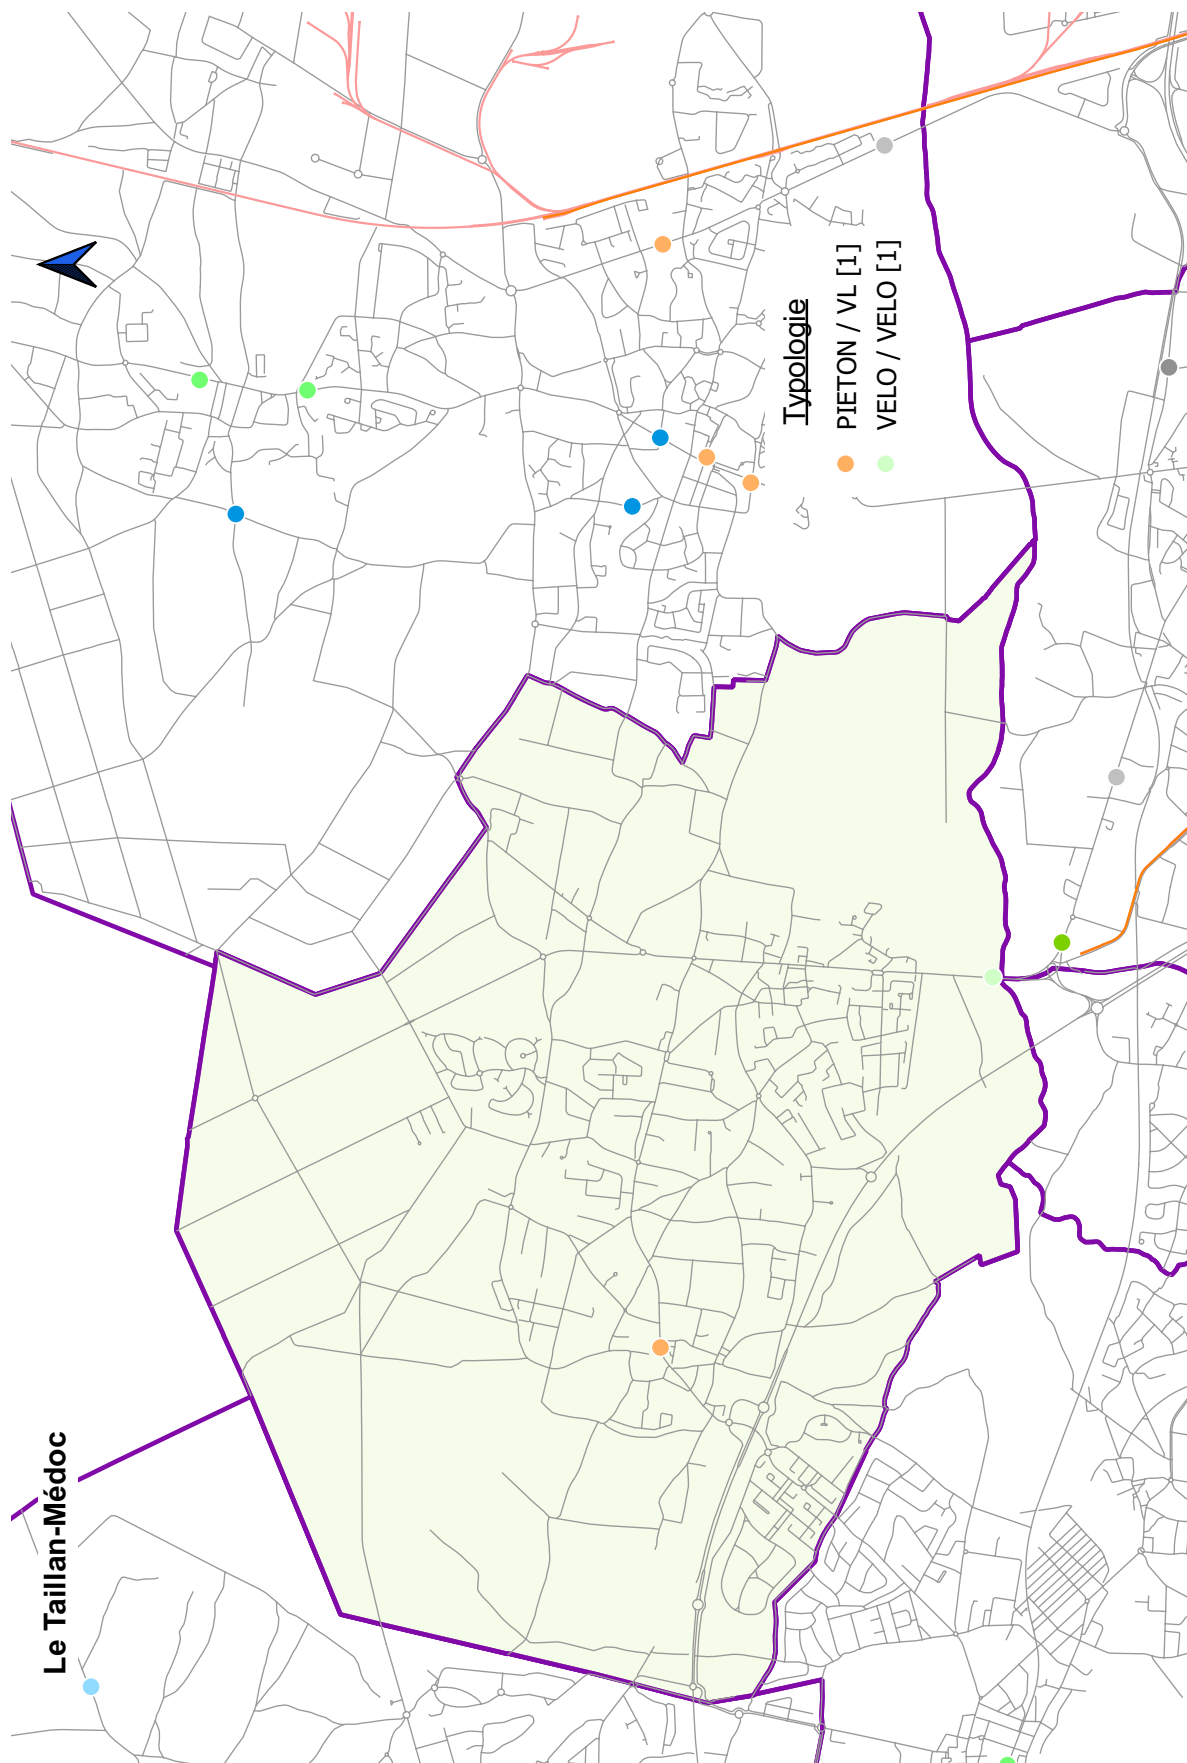 Le Taillan-Médoc
Typologie
PIETON / VL [1]
VELO / VELO [1]